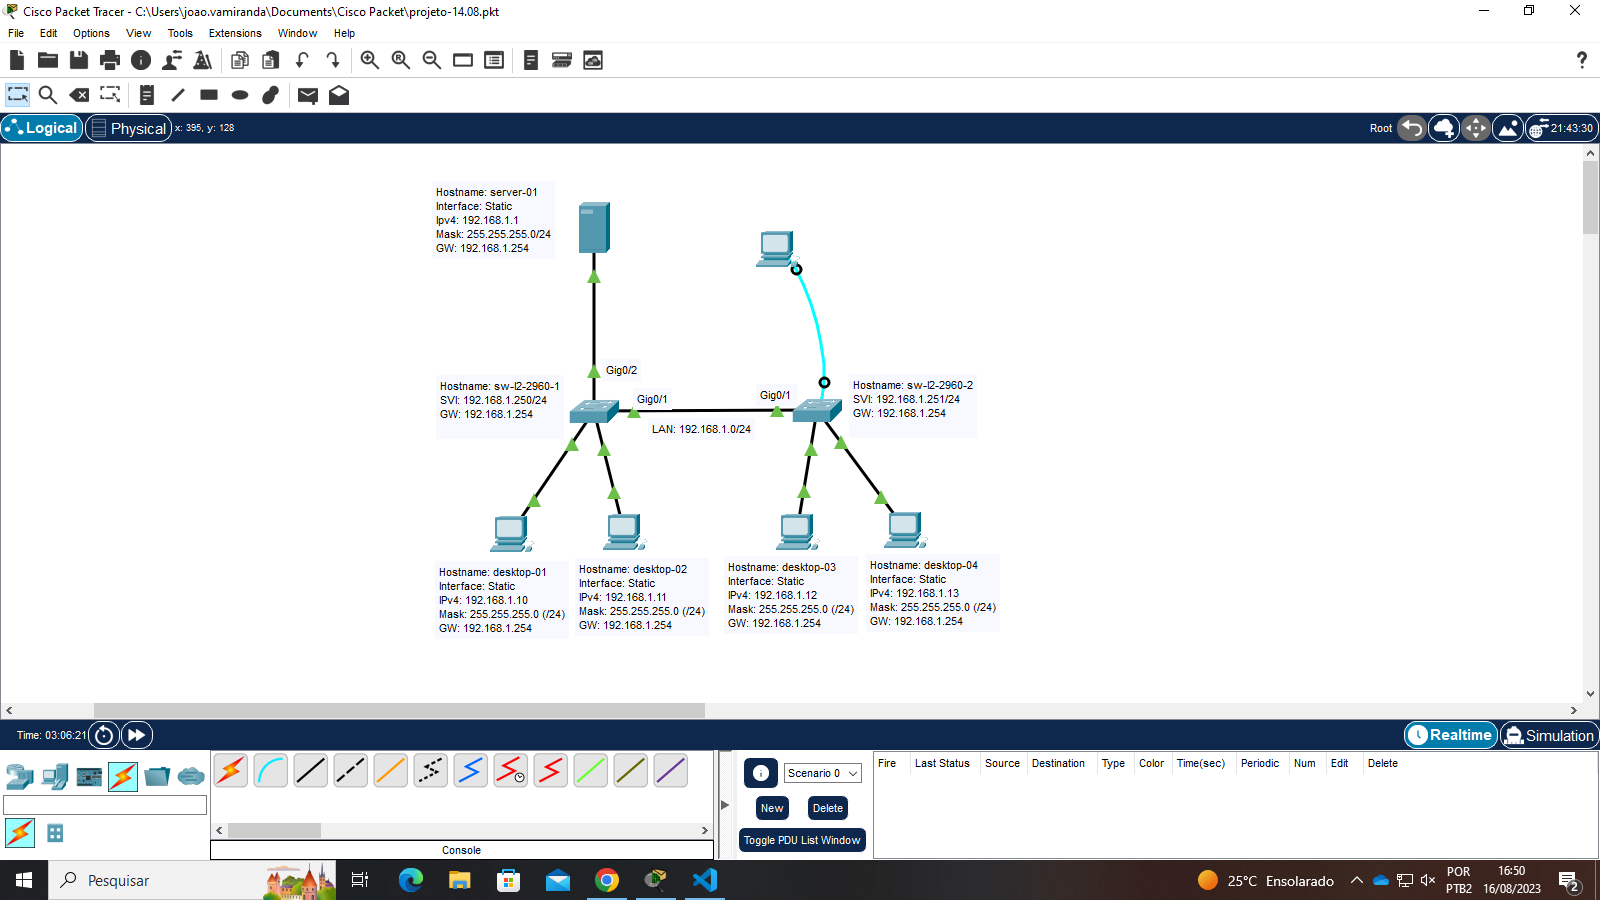 Cisco Packet Tracer - C:\Users\joao.vamiranda\Documents\Cisco Packet\projeto-14.08.pkt
File Edit Options View Tools Extensions Window Help
?
Logical Physical x: 395, y: 128
Root 21:43:30
Hostname: server-01
Interface: Static
Ipv4: 192.168.1.1
Mask: 255.255.255.0/24
GW: 192.168.1.254
Gig0/2
Hostname: sw-l2-2960-1
SVI: 192.168.1.250/24
GW: 192.168.1.254
Gig0/1
Gig0/1
LAN: 192.168.1.0/24
Hostname: sw-l2-2960-2
SVI: 192.168.1.251/24
GW: 192.168.1.254
Hostname: desktop-01
Interface: Static
IPv4: 192.168.1.10
Mask: 255.255.255.0 (/24)
GW: 192.168.1.254
Hostname: desktop-02
Interface: Static
IPv4: 192.168.1.11
Mask: 255.255.255.0 (/24)
GW: 192.168.1.254
Hostname: desktop-03
Interface: Static
IPv4: 192.168.1.12
Mask: 255.255.255.0 (/24)
GW: 192.168.1.254
Hostname: desktop-04
Interface: Static
IPv4: 192.168.1.13
Mask: 255.255.255.0 (/24)
GW: 192.168.1.254
Time: 03:06:21
Realtime Simulation
Console
Scenario 0
New Delete
Toggle PDU List Window
Fire Last Status Source Destination Type Color Time(sec) Periodic Num Edit Delete
Pesquisar
25°C Ensolarado
POR
PTB2
16:50
16/08/2023
2